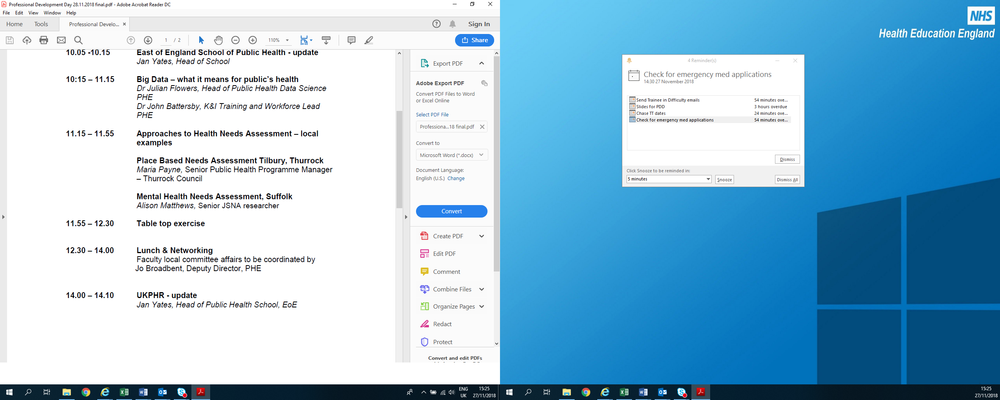 Professional Development Day 28.11.2018 final.pdf - Adobe Acrobat Reader DC
File Edit View Window Help
Home Tools Professional Develo... ×
Sign In
1 / 2
110%
Share
10.05 -10.15 East of England School of Public Health - update
Jan Yates, Head of School
10:15 – 11.15 Big Data – what it means for public's health
Dr Julian Flowers, Head of Public Health Data Science
PHE
Dr John Battersby, K&I Training and Workforce Lead
PHE
11.15 – 11.55 Approaches to Health Needs Assessment – local
examples
Place Based Needs Assessment Tilbury, Thurrock
Maria Payne, Senior Public Health Programme Manager
– Thurrock Council
Mental Health Needs Assessment, Suffolk
Alison Matthews, Senior JSNA researcher
11.55 – 12.30 Table top exercise
12.30 – 14.00 Lunch & Networking
Faculty local committee affairs to be coordinated by
Jo Broadbent, Deputy Director, PHE
14.00 – 14.10 UKPHR - update
Jan Yates, Head of Public Health School, EoE
Export PDF
Adobe Export PDF
Convert PDF Files to Word
or Excel Online
Select PDF File
Professiona...18 final.pdf
Convert to
Microsoft Word (*.docx)
Document Language:
English (U.S.) Change
Convert
Create PDF
Edit PDF
Comment
Combine Files
Organize Pages
Redact
Protect
Convert and edit PDFs
ENG
UK
15:25
27/11/2018
NHS
Health Education England
4 Reminder(s)
Check for emergency med applications
14:30 27 November 2018
Send Trainee in Difficulty emails 54 minutes ove...
Slides for PDD 3 hours overdue
Chase TT dates 24 minutes ove...
Check for emergency med applications 54 minutes ove...
Dismiss
Click Snooze to be reminded in:
5 minutes
Snooze
Dismiss All
15:25
27/11/2018